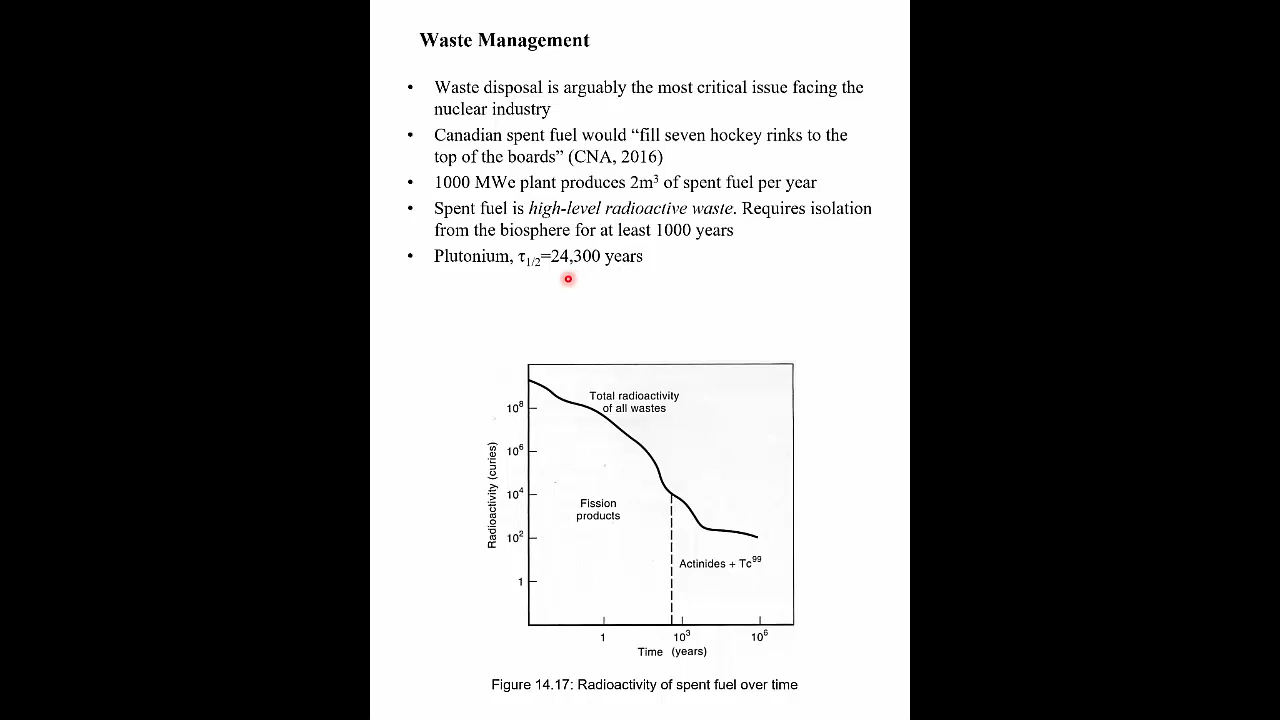 Waste Management
• Waste disposal is arguably the most critical issue facing the
nuclear industry
• Canadian spent fuel would “fill seven hockey rinks to the
top of the boards” (CNA, 2016)
• 1000 MWe plant produces 2m³ of spent fuel per year
• Spent fuel is high-level radioactive waste. Requires isolation
from the biosphere for at least 1000 years
• Plutonium, τ1/2=24,300 years
Total radioactivity
of all wastes
10⁸
10⁶
10⁴
10²
1
Radioactivity (curies)
Fission
products
Actinides + Tc⁹⁹
1 10³ 10⁶
Time (years)
Figure 14.17: Radioactivity of spent fuel over time